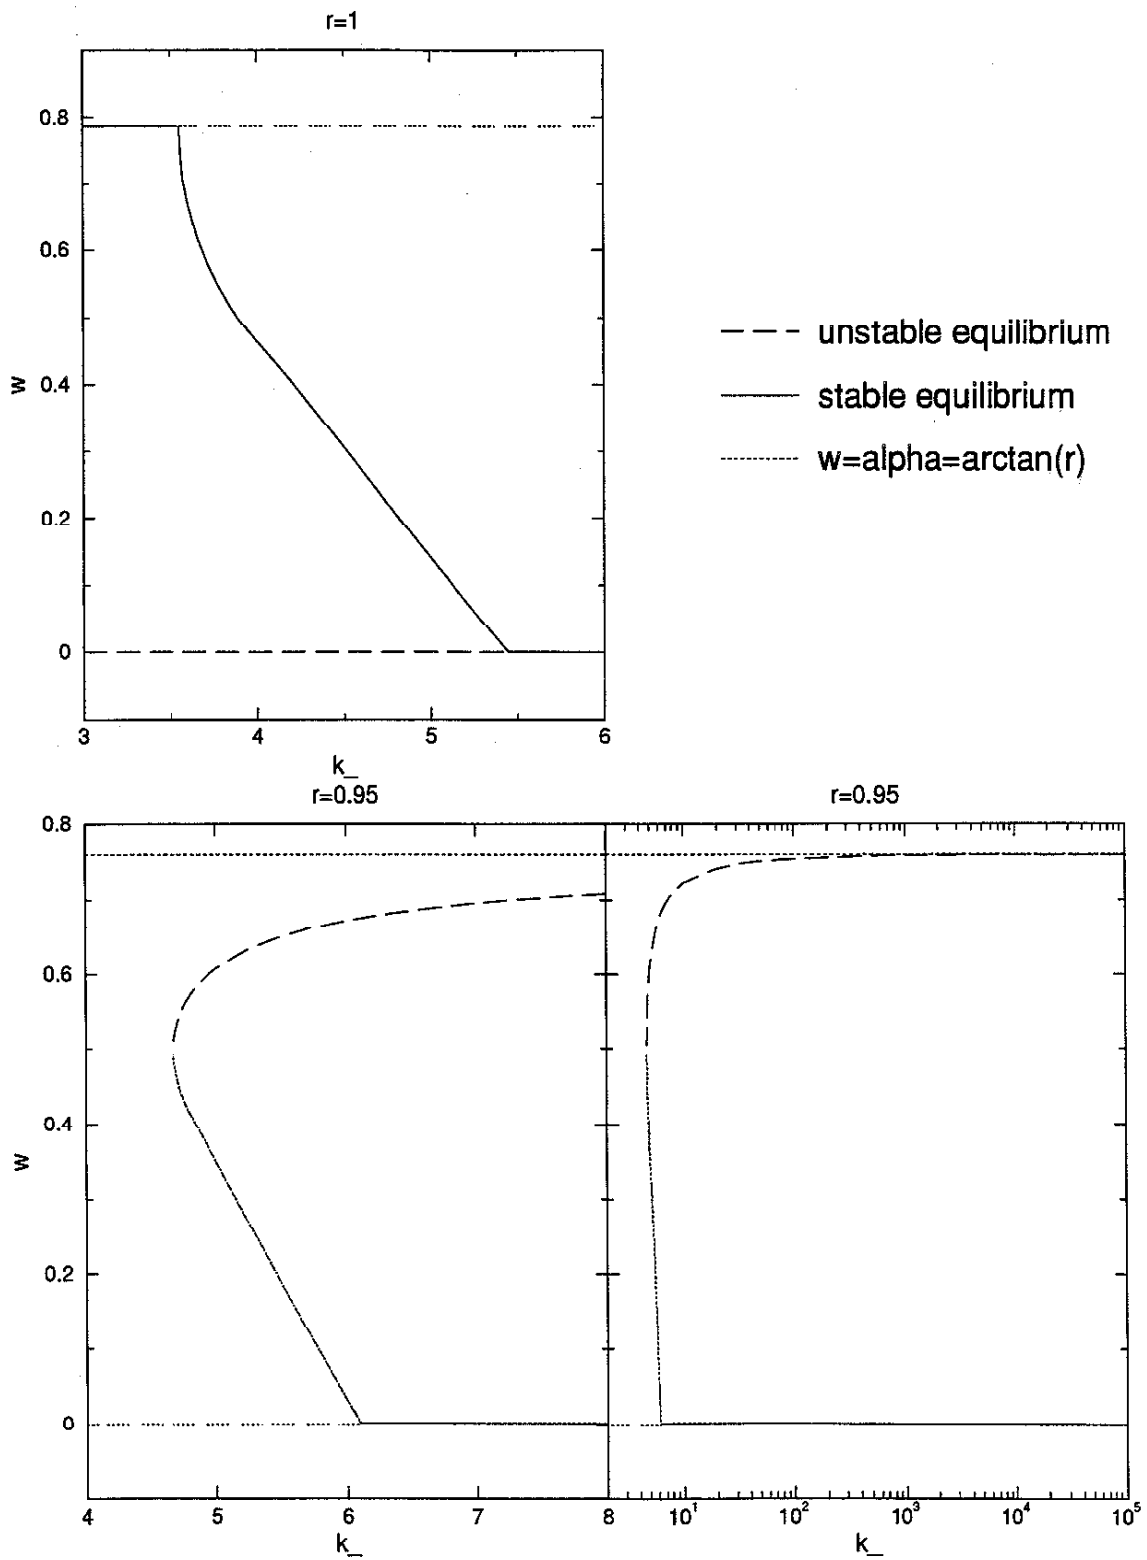 r=1
0.8
0.6
w
0.4
0.2
0
3 4 5 6
k_
unstable equilibrium
stable equilibrium
w=alpha=arctan(r)
r=0.95 r=0.95
0.8
0.6
w
0.4
0.2
0
4 5 6 7 8 10^1 10^2 10^3 10^4 10^5
k_ k_